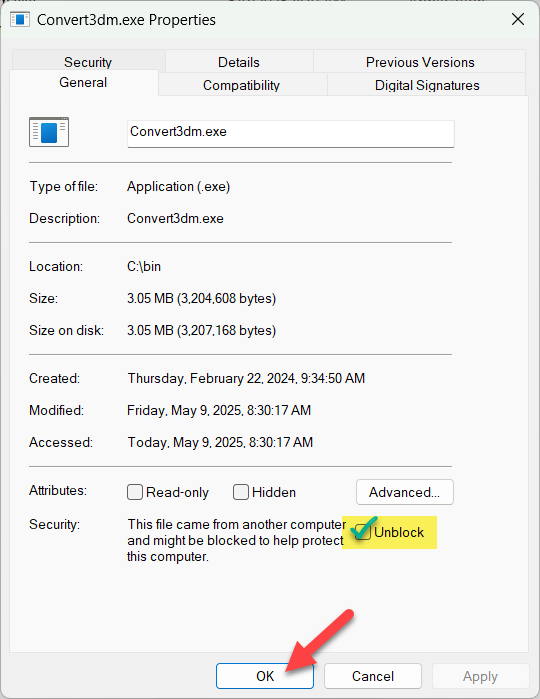 Convert3dm.exe Properties
Security Details Previous Versions
General Compatibility Digital Signatures
Convert3dm.exe
Type of file: Application (.exe)
Description: Convert3dm.exe
Location: C:\bin
Size: 3.05 MB (3,204,608 bytes)
Size on disk: 3.05 MB (3,207,168 bytes)
Created: Thursday, February 22, 2024, 9:34:50 AM
Modified: Friday, May 9, 2025, 8:30:17 AM
Accessed: Today, May 9, 2025, 8:30:17 AM
Attributes: Read-only Hidden Advanced...
Security: This file came from another computer
and might be blocked to help protect Unblock
this computer.
OK Cancel Apply